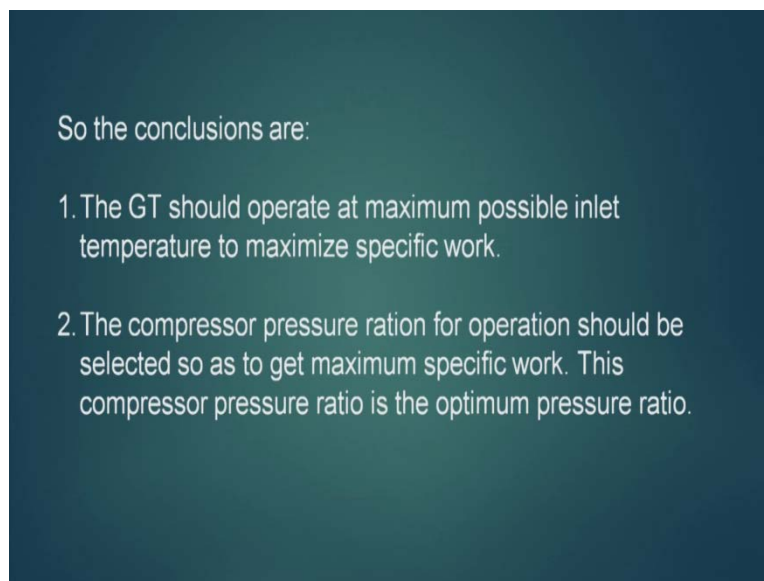 So the conclusions are:
1. The GT should operate at maximum possible inlet
temperature to maximize specific work.
2. The compressor pressure ration for operation should be
selected so as to get maximum specific work. This
compressor pressure ratio is the optimum pressure ratio.